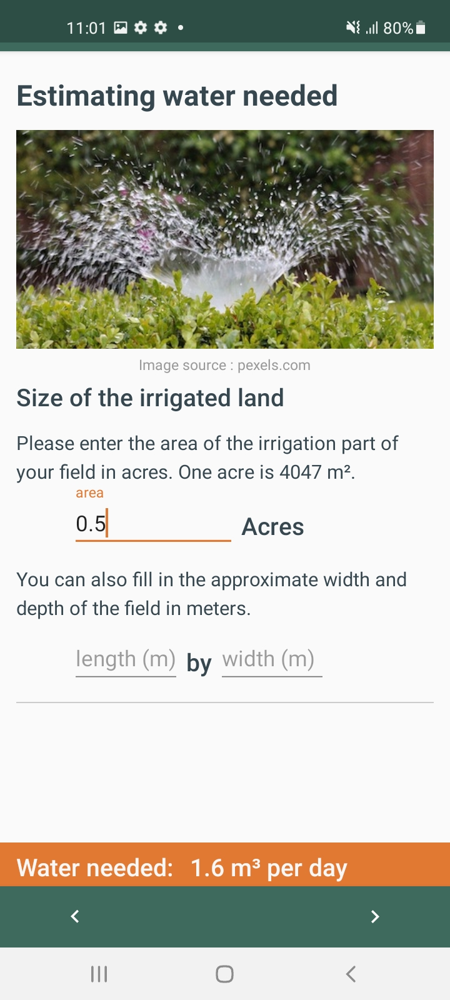 11:01 80%
Estimating water needed
Image source : pexels.com
Size of the irrigated land
Please enter the area of the irrigation part of
your field in acres. One acre is 4047 m².
area
0.5 Acres
You can also fill in the approximate width and
depth of the field in meters.
length (m) by width (m)
Water needed: 1.6 m³ per day